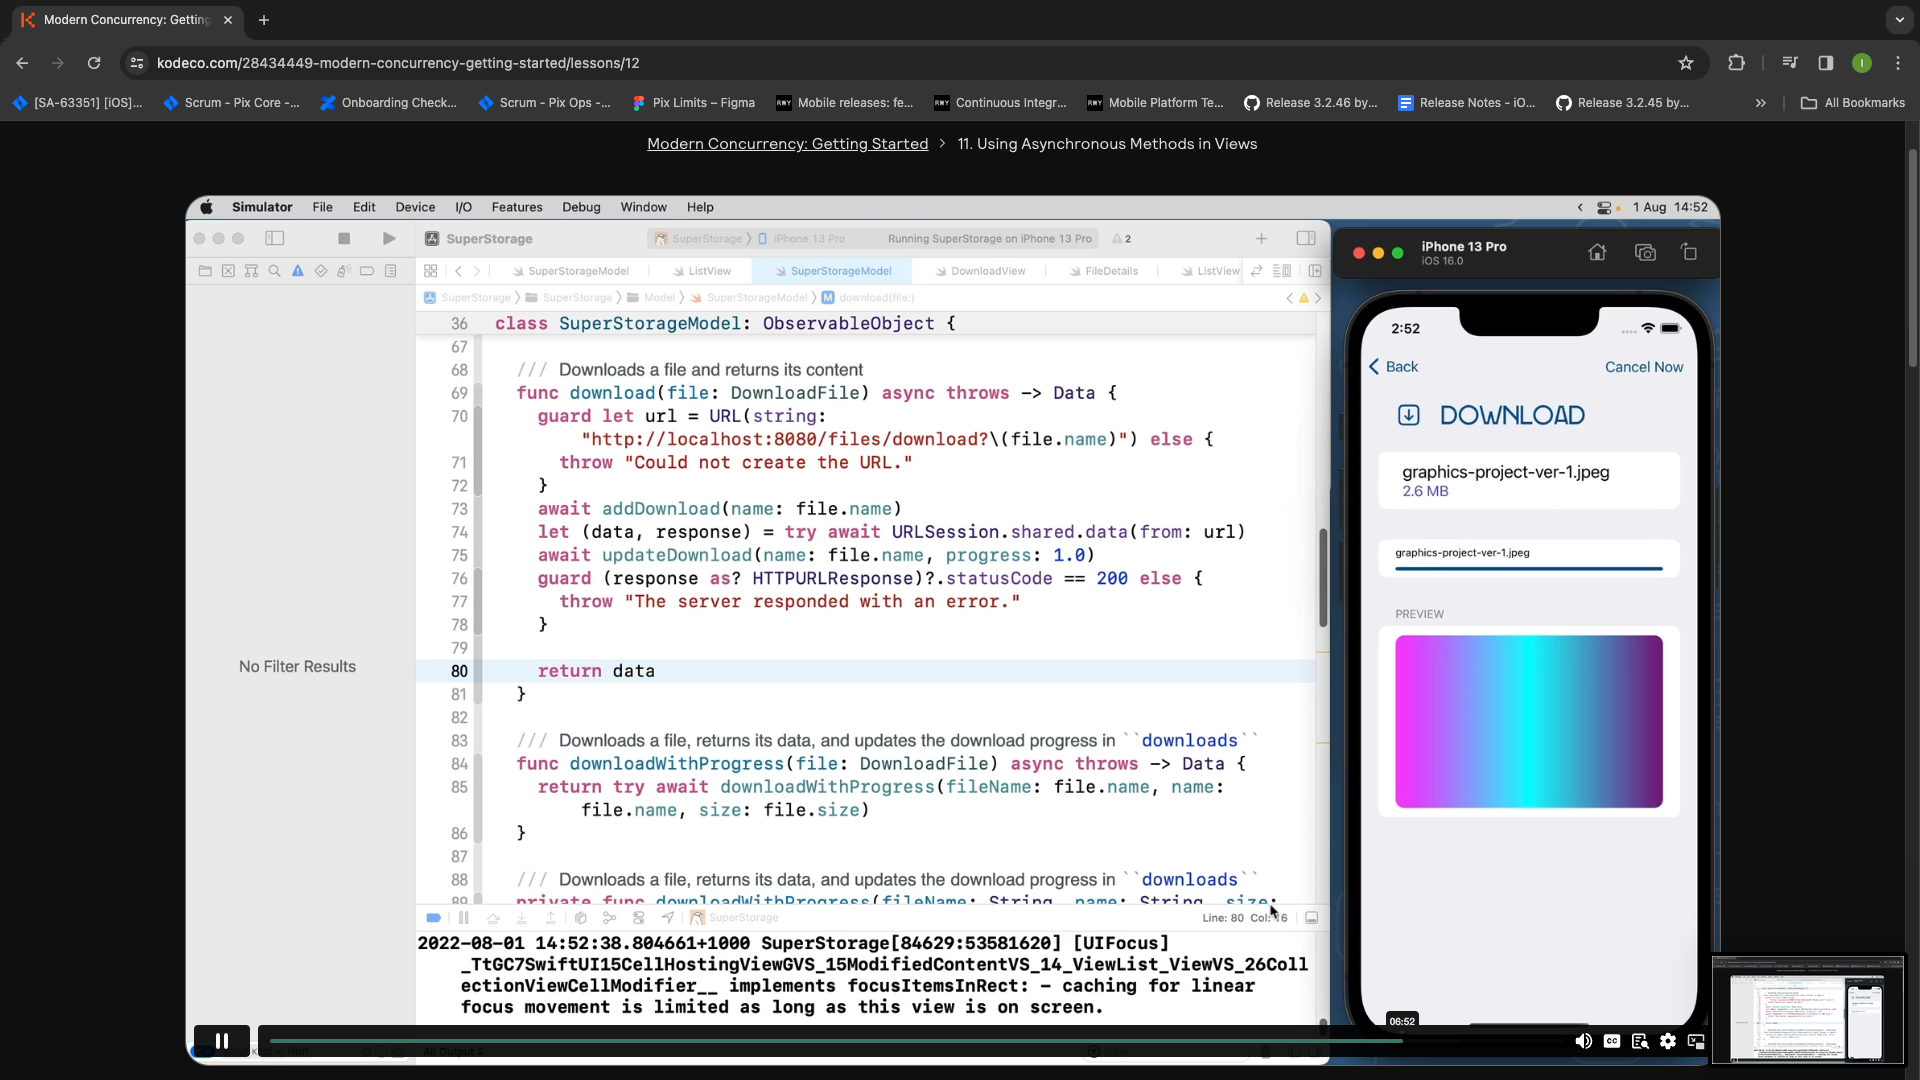 Modern Concurrency: Getting
kodeco.com/28434449-modern-concurrency-getting-started/lessons/12
[SA-63351] [iOS]...
Scrum - Pix Core -...
Onboarding Check...
Scrum - Pix Ops -...
Pix Limits – Figma
RWY Mobile releases: fe...
RWY Continuous Integr...
RWY Mobile Platform Te...
Release 3.2.46 by...
Release Notes - iO...
Release 3.2.45 by...
»
All Bookmarks
Modern Concurrency: Getting Started > 11. Using Asynchronous Methods in Views
Simulator File Edit Device I/O Features Debug Window Help
1 Aug 14:52
SuperStorage
SuperStorage iPhone 13 Pro
Running SuperStorage on iPhone 13 Pro
2
SuperStorageModel
ListView
SuperStorageModel
DownloadView
FileDetails
ListView
SuperStorage SuperStorage Model SuperStorageModel M download(file:)
36 class SuperStorageModel: ObservableObject {
67
68 /// Downloads a file and returns its content
69 func download(file: DownloadFile) async throws -> Data {
70 guard let url = URL(string:
"http://localhost:8080/files/download?\(file.name)") else {
71 throw "Could not create the URL."
72 }
73 await addDownload(name: file.name)
74 let (data, response) = try await URLSession.shared.data(from: url)
75 await updateDownload(name: file.name, progress: 1.0)
76 guard (response as? HTTPURLResponse)?.statusCode == 200 else {
77 throw "The server responded with an error."
78 }
79
80 return data
81 }
82
83 /// Downloads a file, returns its data, and updates the download progress in ``downloads``
84 func downloadWithProgress(file: DownloadFile) async throws -> Data {
85 return try await downloadWithProgress(fileName: file.name, name:
file.name, size: file.size)
86 }
87
88 /// Downloads a file, returns its data, and updates the download progress in ``downloads``
89 private func downloadWithProgress(fileName: String, name: String, size:
No Filter Results
SuperStorage
Line: 80 Col: 16
2022-08-01 14:52:38.804661+1000 SuperStorage[84629:53581620] [UIFocus]
_TtGC7SwiftUI15CellHostingViewGVS_15ModifiedContentVS_14_ViewList_ViewVS_26Coll
ectionViewCellModifier__ implements focusItemsInRect: - caching for linear
focus movement is limited as long as this view is on screen.
All Output
iPhone 13 Pro
iOS 16.0
2:52
Back
Cancel Now
DOWNLOAD
graphics-project-ver-1.jpeg
2.6 MB
graphics-project-ver-1.jpeg
PREVIEW
06:52
CC